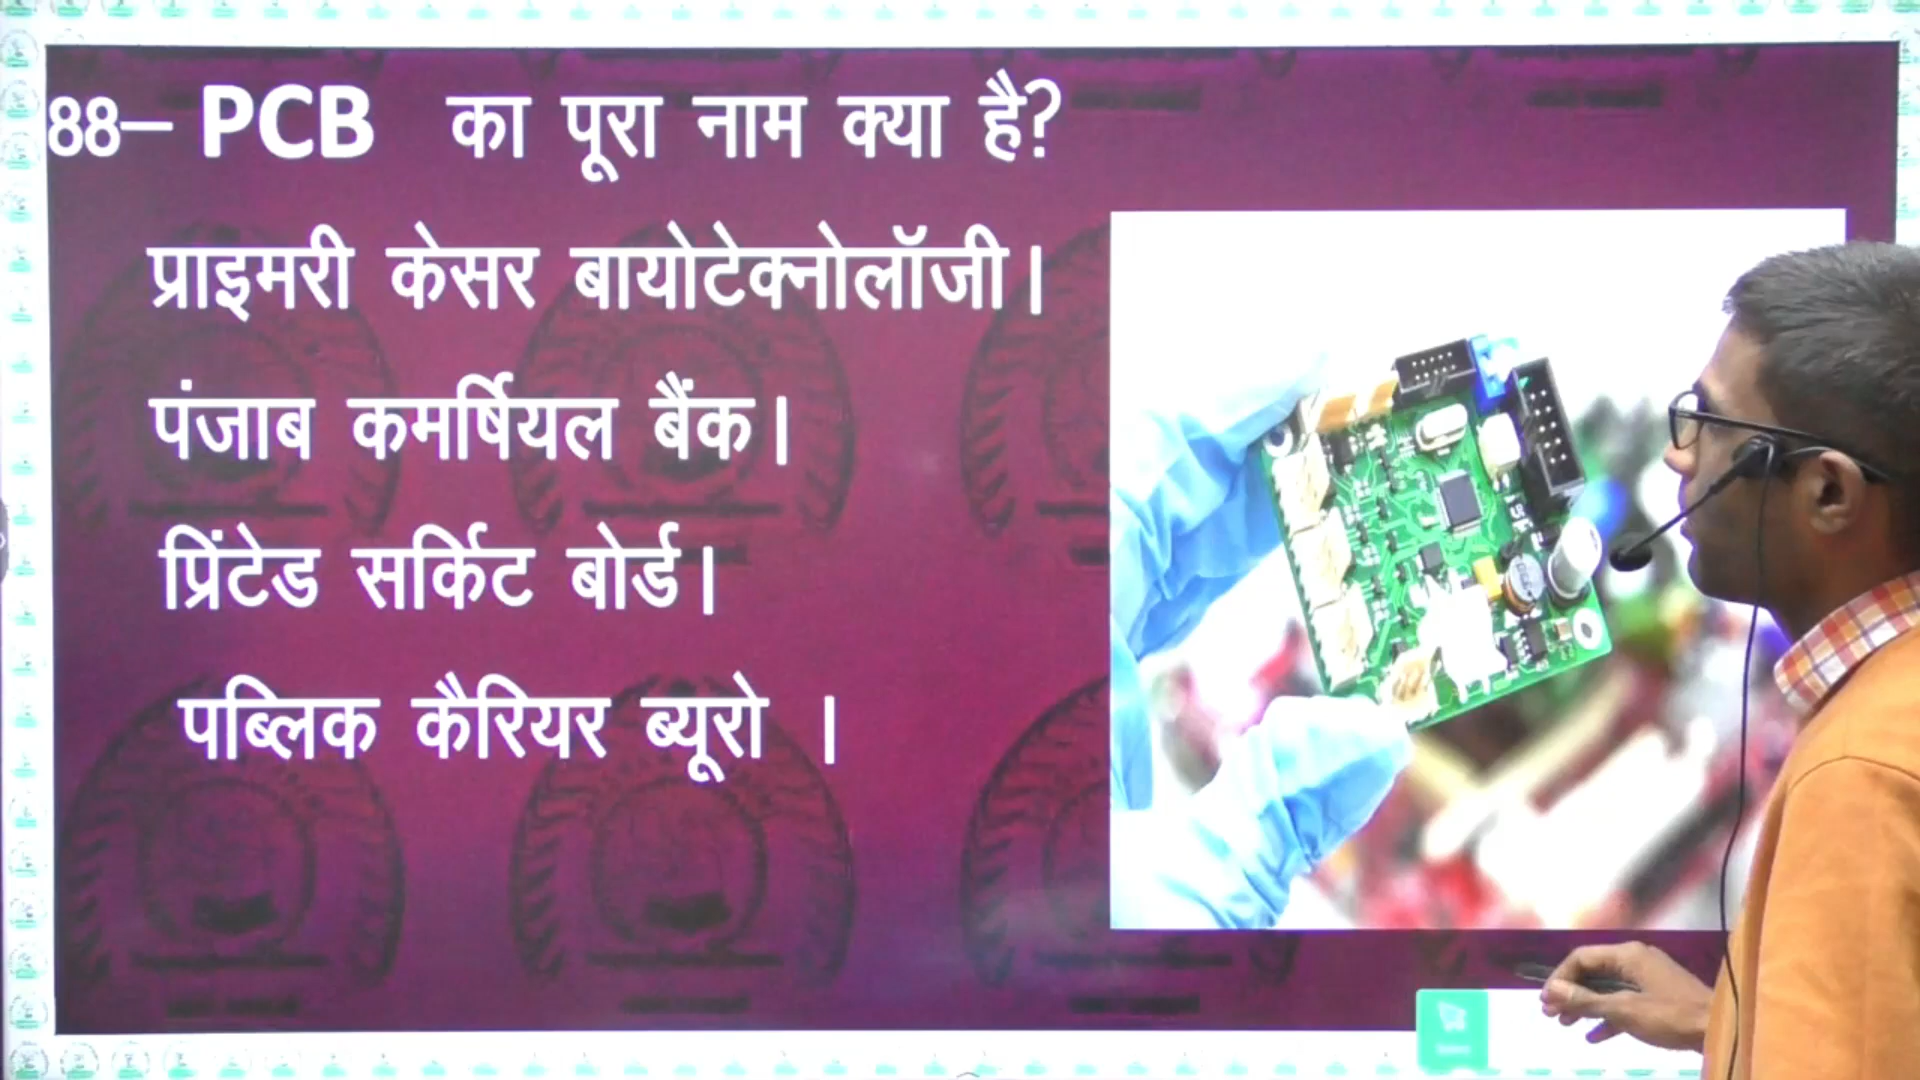 88– PCB का पूरा नाम क्या है?
प्राइमरी केसर बायोटेक्नोलॉजी।
पंजाब कमर्षियल बैंक।
प्रिंटेड सर्किट बोर्ड।
पब्लिक कैरियर ब्यूरो ।